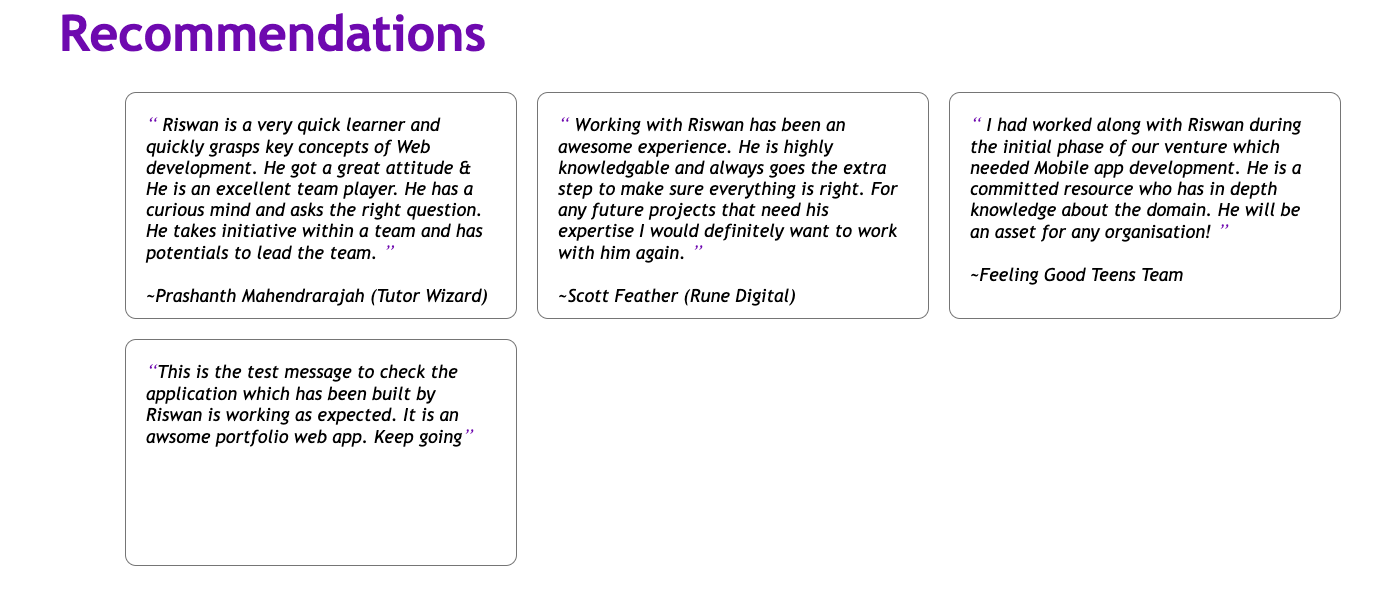 Recommendations
“ Riswan is a very quick learner and
quickly grasps key concepts of Web
development. He got a great attitude &
He is an excellent team player. He has a
curious mind and asks the right question.
He takes initiative within a team and has
potentials to lead the team. ”
~Prashanth Mahendrarajah (Tutor Wizard)
“ Working with Riswan has been an
awesome experience. He is highly
knowledgable and always goes the extra
step to make sure everything is right. For
any future projects that need his
expertise I would definitely want to work
with him again. ”
~Scott Feather (Rune Digital)
“ I had worked along with Riswan during
the initial phase of our venture which
needed Mobile app development. He is a
committed resource who has in depth
knowledge about the domain. He will be
an asset for any organisation! ”
~Feeling Good Teens Team
“This is the test message to check the
application which has been built by
Riswan is working as expected. It is an
awsome portfolio web app. Keep going”